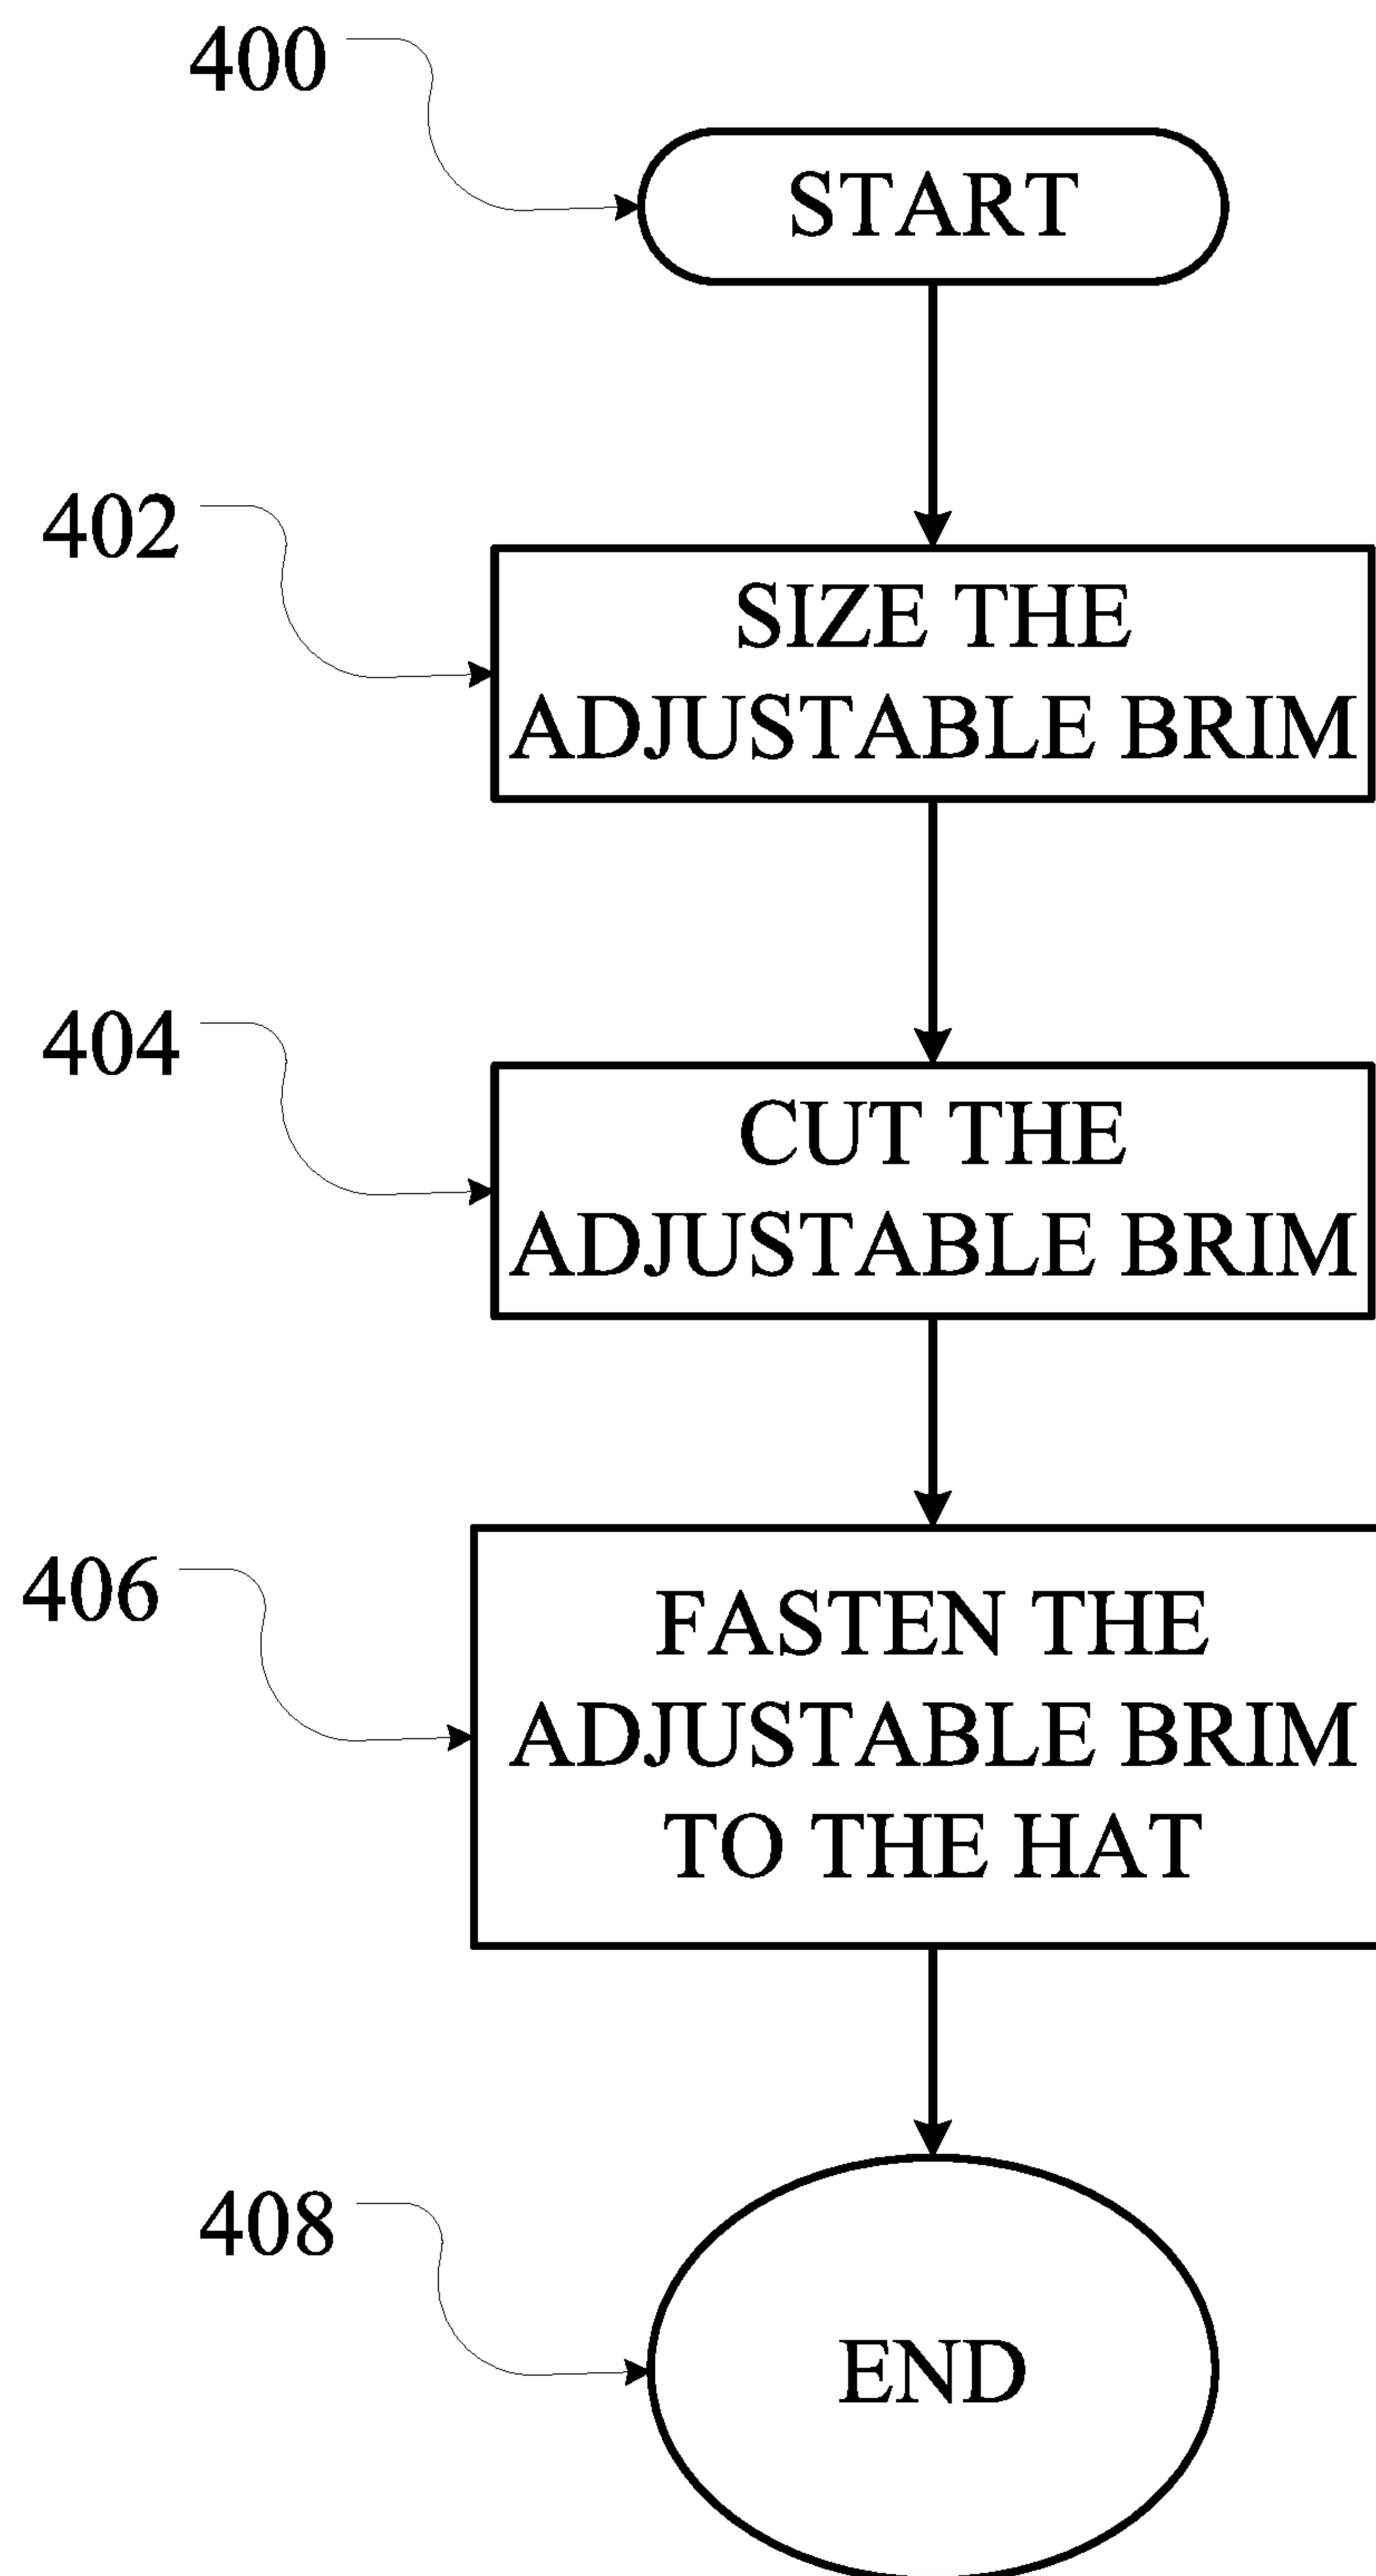 400
START
402
SIZE THE
ADJUSTABLE BRIM
404
CUT THE
ADJUSTABLE BRIM
406
FASTEN THE
ADJUSTABLE BRIM
TO THE HAT
408
END